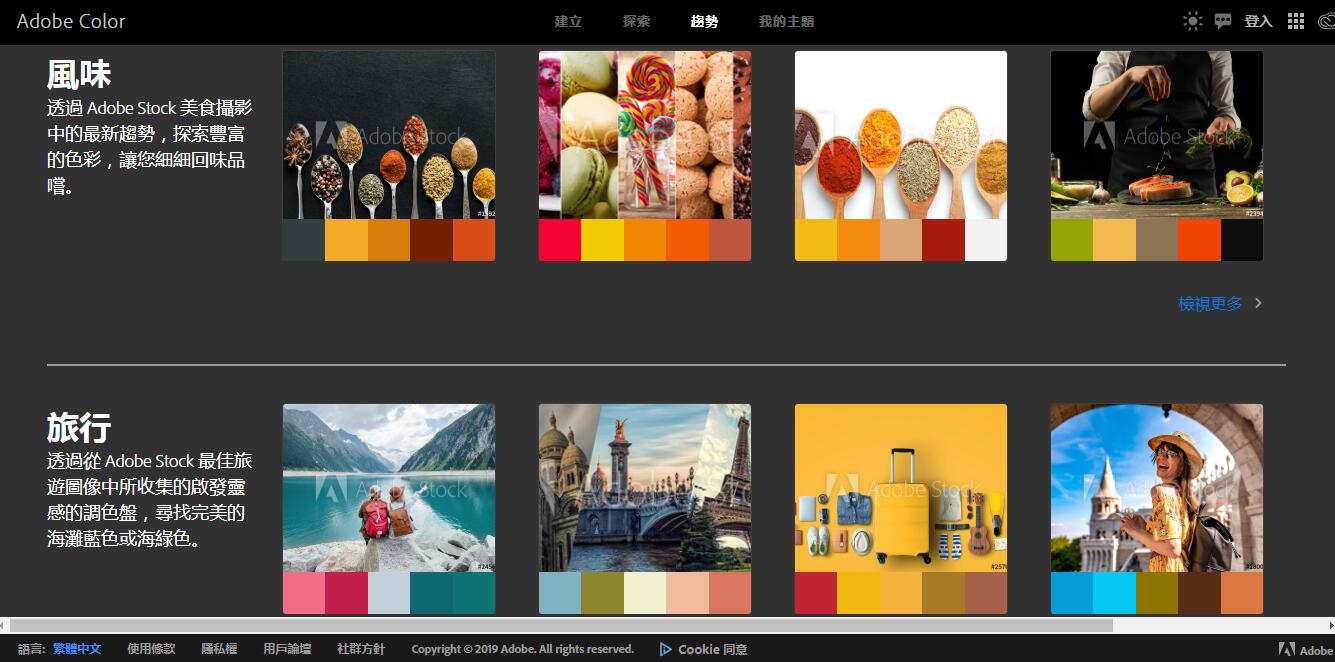 Adobe Color
建立
探索
趨勢
我的主題
登入
風味
透過 Adobe Stock 美食攝影
中的最新趨勢，探索豐富
的色彩，讓您細細回味品
嚐。
Adobe Stock
Adobe Stock
Adobe Stock
Adobe Stock
檢視更多
旅行
透過從 Adobe Stock 最佳旅
遊圖像中所收集的啟發靈
感的調色盤，尋找完美的
海灘藍色或海綠色。
Adobe Stock
Adobe Stock
Adobe Stock
Adobe Stock
語言: 繁體中文
使用條款
隱私權
用戶論壇
社群方針
Copyright © 2019 Adobe. All rights reserved.
Cookie 同意
Adobe